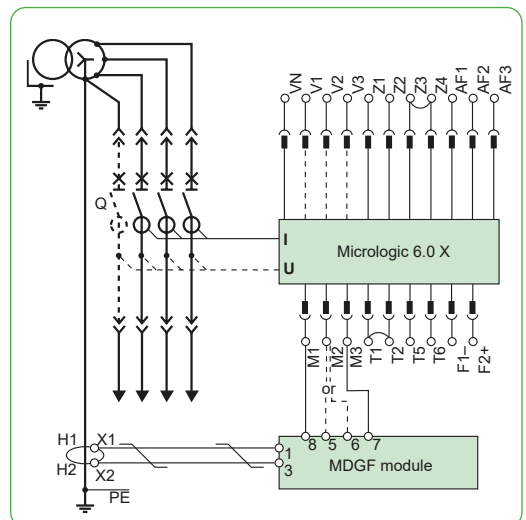 VN V1 V2 V3 Z1 Z2 Z3 Z4 AF1 AF2 AF3
Q
I
Micrologic 6.0 X
U
M1 M2 M3 T1 T2 T5 T6 F1– F2+
or
H1 X1
8 5 6 7
1
MDGF module
3
H2 X2
PE